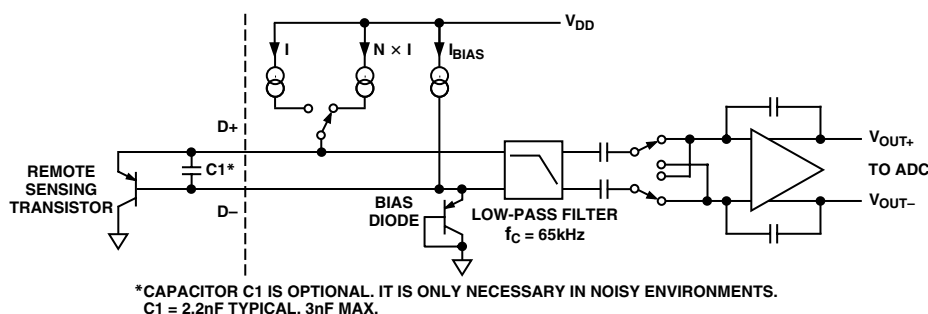 V_DD
I
N × I
I_BIAS
D+
C1*
REMOTE
SENSING
TRANSISTOR
D–
BIAS
DIODE
LOW-PASS FILTER
f_C = 65kHz
V_OUT+
TO ADC
V_OUT–
*CAPACITOR C1 IS OPTIONAL. IT IS ONLY NECESSARY IN NOISY ENVIRONMENTS.
C1 = 2.2nF TYPICAL, 3nF MAX.